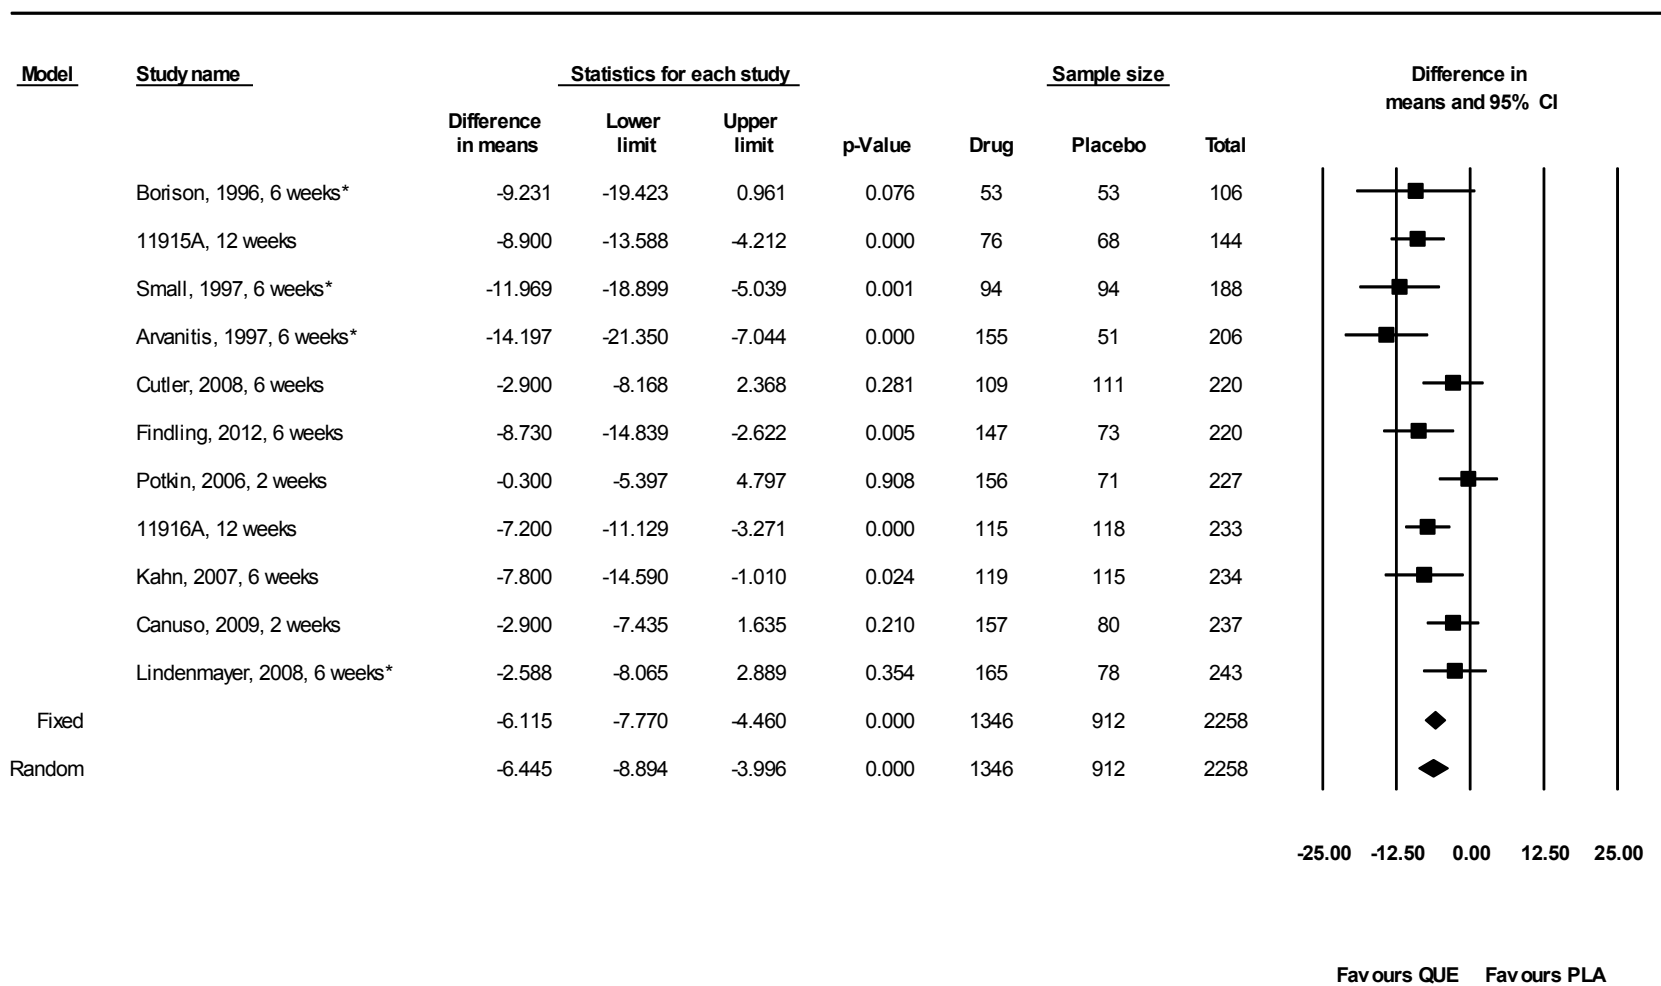 Model Study name Statistics for each study Sample size Difference in
means and 95% CI
Difference Lower Upper
in means limit limit p-Value Drug Placebo Total
Borison, 1996, 6 weeks* -9.231 -19.423 0.961 0.076 53 53 106
11915A, 12 weeks -8.900 -13.588 -4.212 0.000 76 68 144
Small, 1997, 6 weeks* -11.969 -18.899 -5.039 0.001 94 94 188
Arvanitis, 1997, 6 weeks* -14.197 -21.350 -7.044 0.000 155 51 206
Cutler, 2008, 6 weeks -2.900 -8.168 2.368 0.281 109 111 220
Findling, 2012, 6 weeks -8.730 -14.839 -2.622 0.005 147 73 220
Potkin, 2006, 2 weeks -0.300 -5.397 4.797 0.908 156 71 227
11916A, 12 weeks -7.200 -11.129 -3.271 0.000 115 118 233
Kahn, 2007, 6 weeks -7.800 -14.590 -1.010 0.024 119 115 234
Canuso, 2009, 2 weeks -2.900 -7.435 1.635 0.210 157 80 237
Lindenmayer, 2008, 6 weeks* -2.588 -8.065 2.889 0.354 165 78 243
Fixed -6.115 -7.770 -4.460 0.000 1346 912 2258
Random -6.445 -8.894 -3.996 0.000 1346 912 2258
-25.00 -12.50 0.00 12.50 25.00
Favours QUE Favours PLA